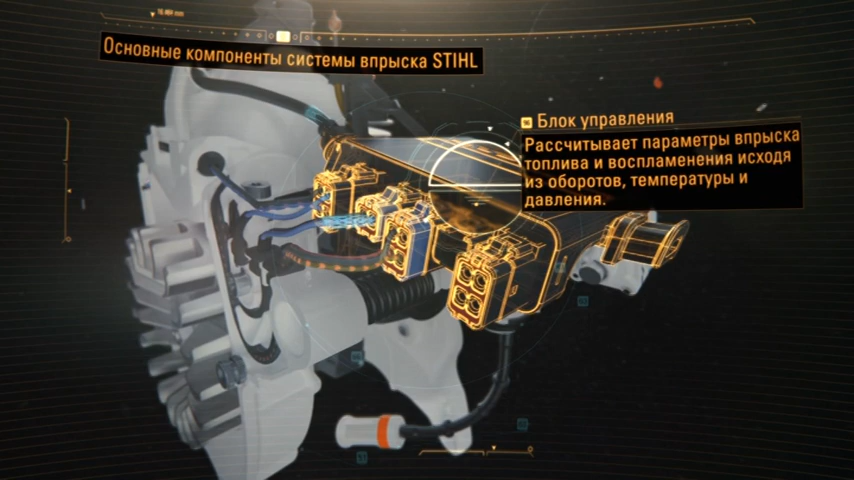 Основные компоненты системы впрыска STIHL
Блок управления
Рассчитывает параметры впрыска
топлива и воспламенения исходя
из оборотов, температуры и
давления.